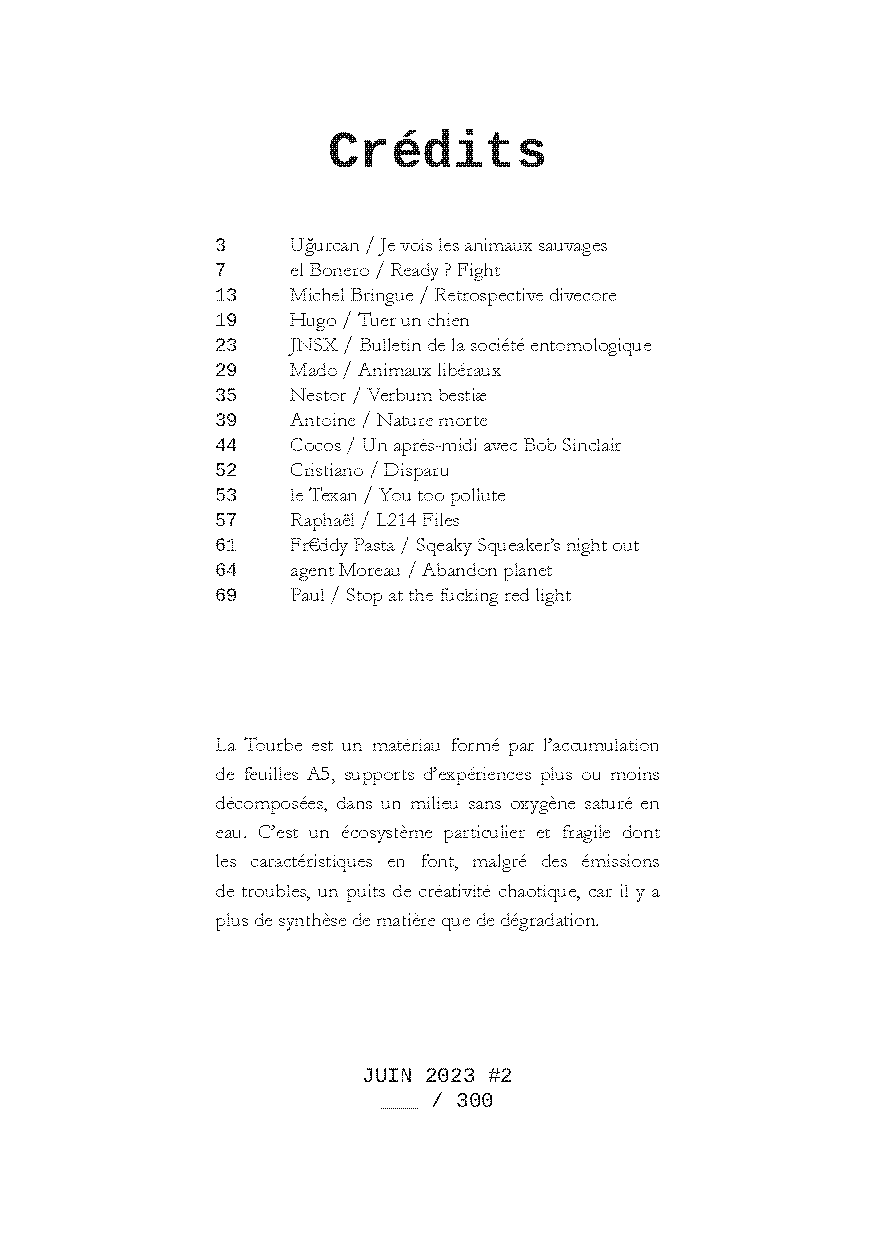 Crédits
3 Uğurcan / Je vois les animaux sauvages
7 el Bonero / Ready ? Fight
13 Michel Bringue / Retrospective divecore
19 Hugo / Tuer un chien
23 JNSX / Bulletin de la société entomologique
29 Mado / Animaux libéraux
35 Nestor / Verbum bestiæ
39 Antoine / Nature morte
44 Cocos / Un après-midi avec Bob Sinclair
52 Cristiano / Disparu
53 le Texan / You too pollute
57 Raphaël / L214 Files
61 Fr€ddy Pasta / Sqeaky Squeaker’s night out
64 agent Moreau / Abandon planet
69 Paul / Stop at the fucking red light
La Tourbe est un matériau formé par l’accumulation
de feuilles A5, supports d’expériences plus ou moins
décomposées, dans un milieu sans oxygène saturé en
eau. C’est un écosystème particulier et fragile dont
les caractéristiques en font, malgré des émissions
de troubles, un puits de créativité chaotique, car il y a
plus de synthèse de matière que de dégradation.
JUIN 2023 #2
___ / 300